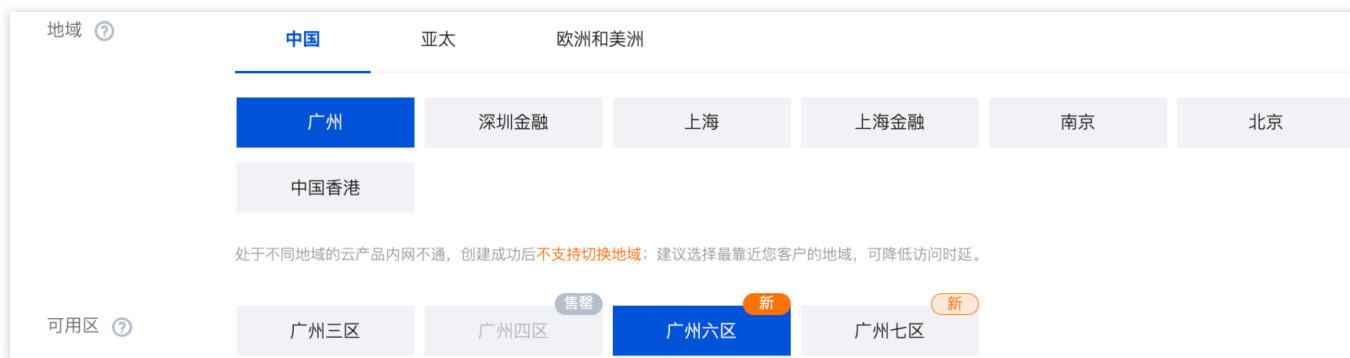 地域 ? 中国 亚太 欧洲和美洲
广州 深圳金融 上海 上海金融 南京 北京
中国香港
处于不同地域的云产品内网不通，创建成功后不支持切换地域；建议选择最靠近您客户的地域，可降低访问时延。
售罄 新 新
可用区 ? 广州三区 广州四区 广州六区 广州七区